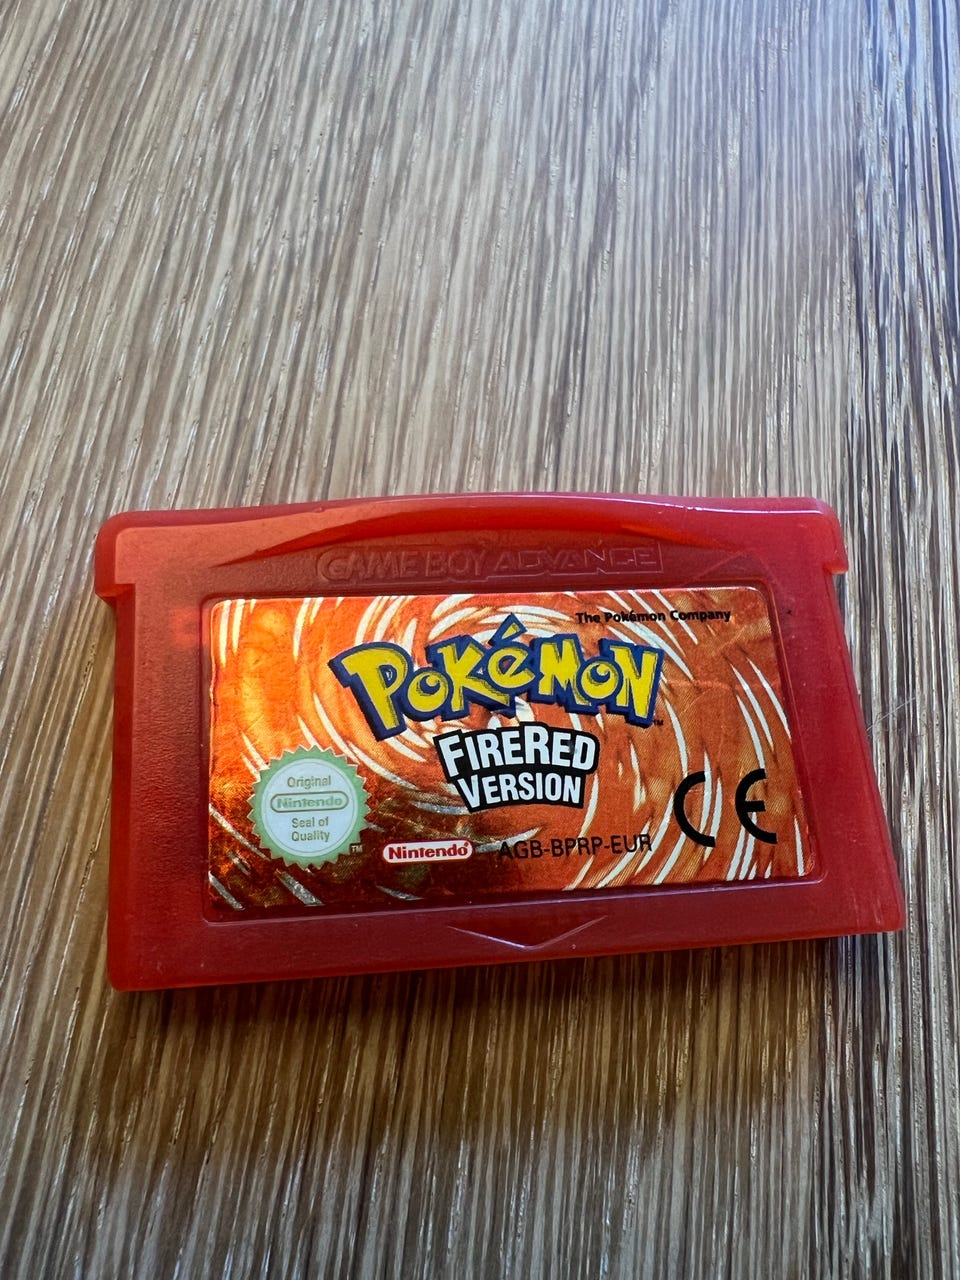 GAME BOY ADVANCE
The Pokémon Company
POKéMON
™
FIRERED
VERSION
Original
Nintendo
Seal of
Quality
™
Nintendo®
AGB-BPRP-EUR
CE